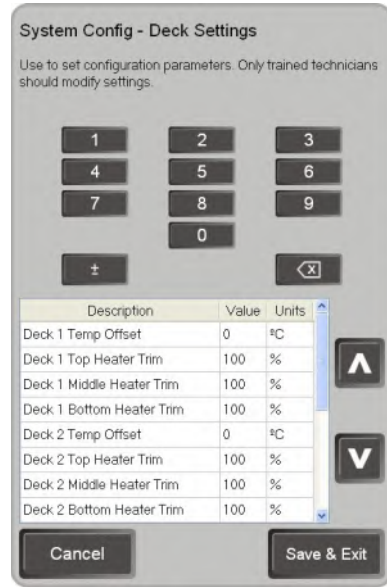 System Config - Deck Settings
Use to set configuration parameters. Only trained technicians
should modify settings.
1 2 3
4 5 6
7 8 9
0
±
Description Value Units
Deck 1 Temp Offset 0 ºC
Deck 1 Top Heater Trim 100 %
Deck 1 Middle Heater Trim 100 %
Deck 1 Bottom Heater Trim 100 %
Deck 2 Temp Offset 0 ºC
Deck 2 Top Heater Trim 100 %
Deck 2 Middle Heater Trim 100 %
Deck 2 Bottom Heater Trim 100 %
Cancel Save & Exit